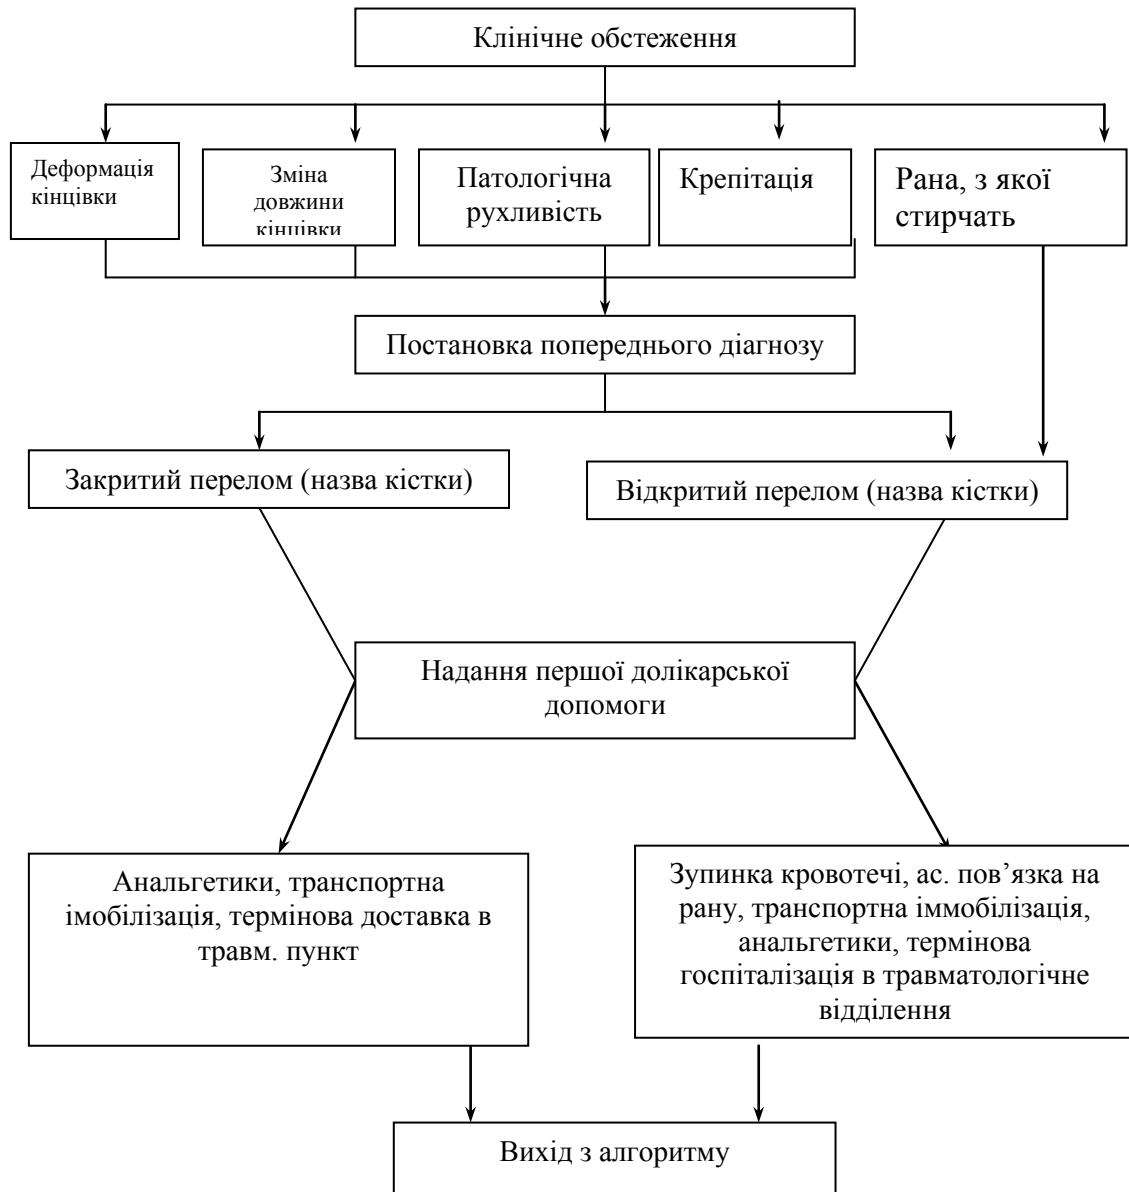 Клінічне обстеження
Деформація
кінцівки
Зміна
довжини
кінцівки
Патологічна
рухливість
Крепітація
Рана, з якої
стирчать
Постановка попереднього діагнозу
Закритий перелом (назва кістки)
Відкритий перелом (назва кістки)
Надання першої долікарської
допомоги
Анальгетики, транспортна
імобілізація, термінова доставка в
травм. пункт
Зупинка кровотечі, ас. пов’язка на
рану, транспортна іммобілізація,
анальгетики, термінова
госпіталізація в травматологічне
відділення
Вихід з алгоритму